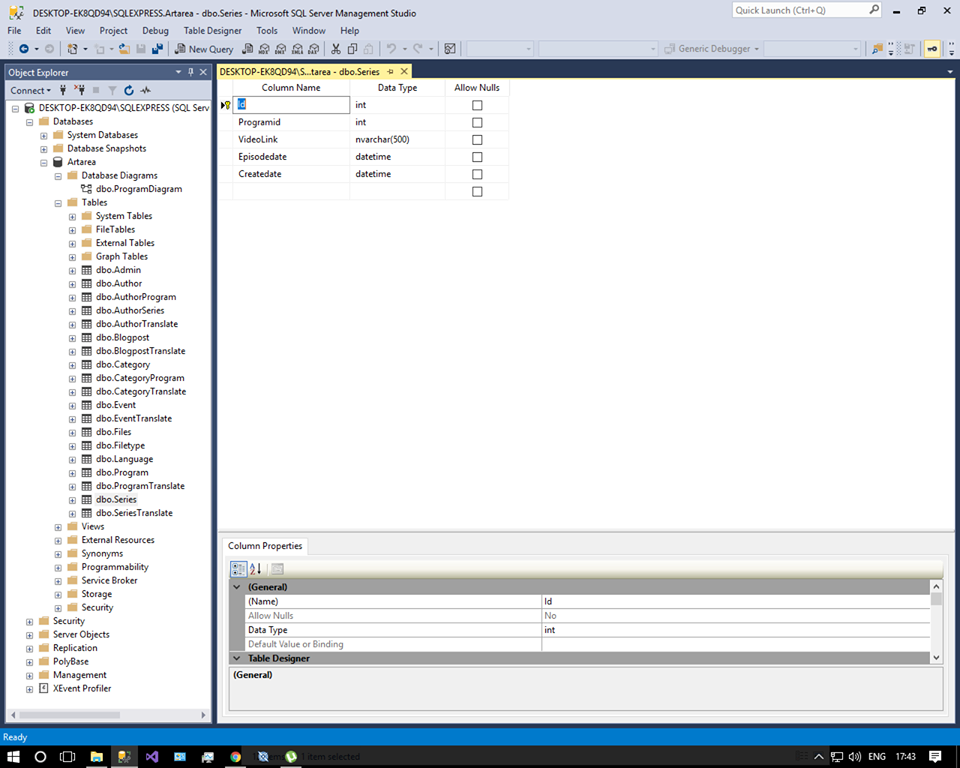 DESKTOP-EK8QD94\SQLEXPRESS.Artarea - dbo.Series - Microsoft SQL Server Management Studio
Quick Launch (Ctrl+Q)
File Edit View Project Debug Table Designer Tools Window Help
New Query
Generic Debugger
Object Explorer
DESKTOP-EK8QD94\S...tarea - dbo.Series
Connect
Column Name Data Type Allow Nulls
Id int
Programid int
VideoLink nvarchar(500)
Episodedate datetime
Createdate datetime
DESKTOP-EK8QD94\SQLEXPRESS (SQL Serv
Databases
System Databases
Database Snapshots
Artarea
Database Diagrams
dbo.ProgramDiagram
Tables
System Tables
FileTables
External Tables
Graph Tables
dbo.Admin
dbo.Author
dbo.AuthorProgram
dbo.AuthorSeries
dbo.AuthorTranslate
dbo.Blogpost
dbo.BlogpostTranslate
dbo.Category
dbo.CategoryProgram
dbo.CategoryTranslate
dbo.Event
dbo.EventTranslate
dbo.Files
dbo.Filetype
dbo.Language
dbo.Program
dbo.ProgramTranslate
dbo.Series
dbo.SeriesTranslate
Views
External Resources
Synonyms
Programmability
Service Broker
Storage
Security
Security
Server Objects
Replication
PolyBase
Management
XEvent Profiler
Column Properties
(General)
(Name) Id
Allow Nulls No
Data Type int
Default Value or Binding
Table Designer
(General)
Ready
1 item selected
ENG 17:43